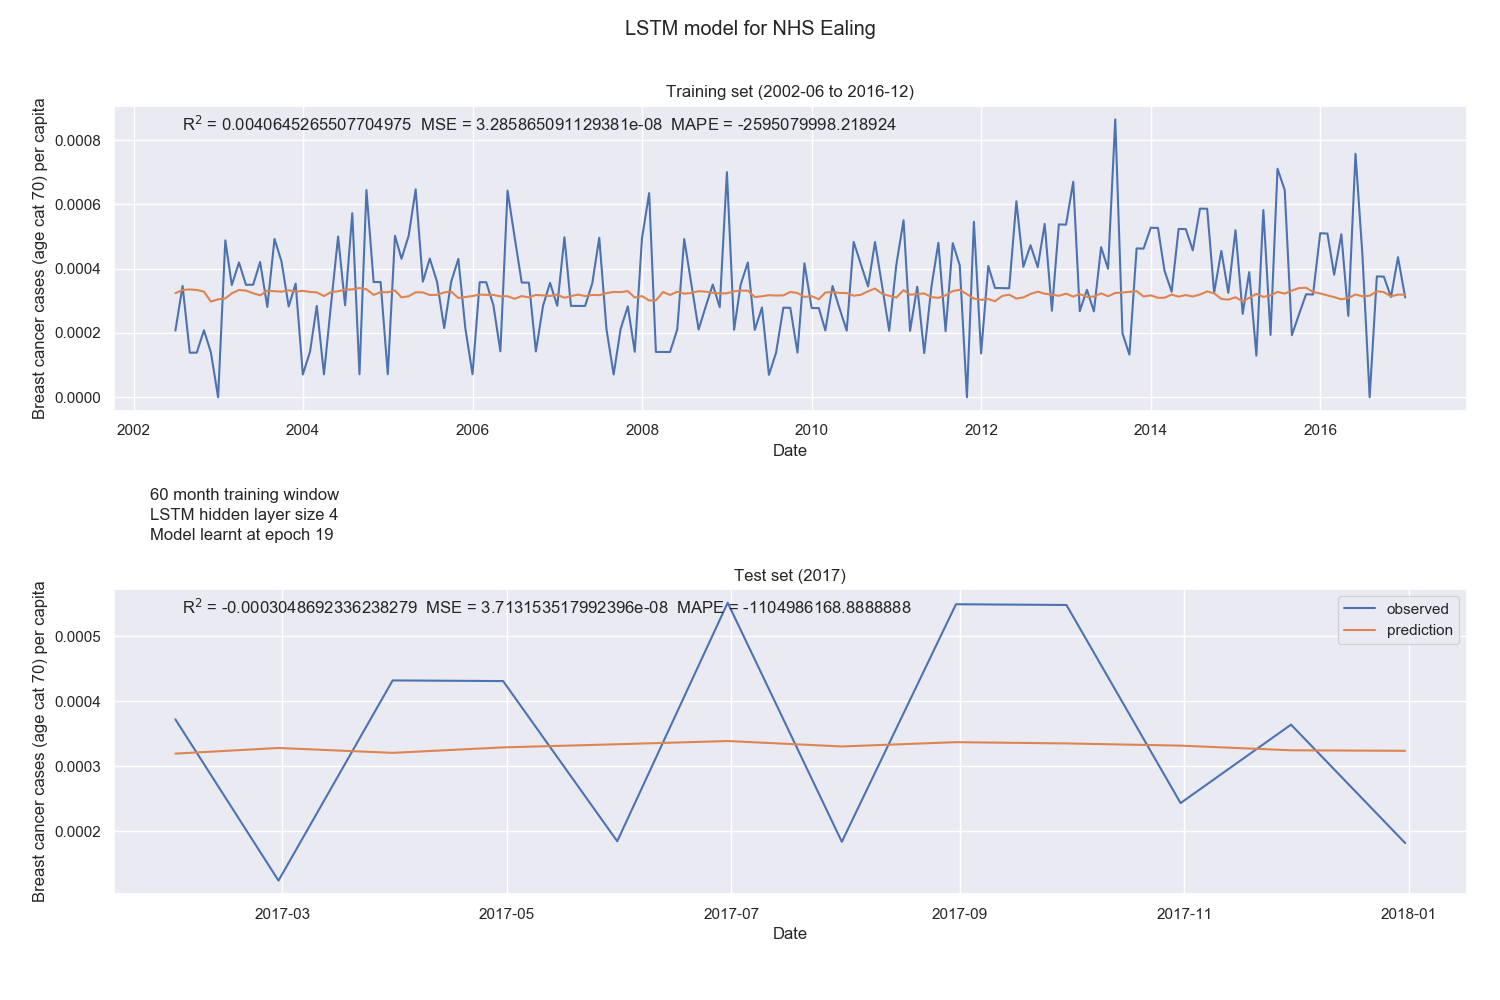 LSTM model for NHS Ealing
Training set (2002-06 to 2016-12)
R² = 0.0040645265507704975 MSE = 3.285865091129381e-08 MAPE = -2595079998.218924
Breast cancer cases (age cat 70) per capita
0.0008
0.0006
0.0004
0.0002
0.0000
2002 2004 2006 2008 2010 2012 2014 2016
Date
60 month training window
LSTM hidden layer size 4
Model learnt at epoch 19
Test set (2017)
R² = -0.0003048692336238279 MSE = 3.713153517992396e-08 MAPE = -1104986168.8888888
observed
prediction
Breast cancer cases (age cat 70) per capita
0.0005
0.0004
0.0003
0.0002
2017-03 2017-05 2017-07 2017-09 2017-11 2018-01
Date